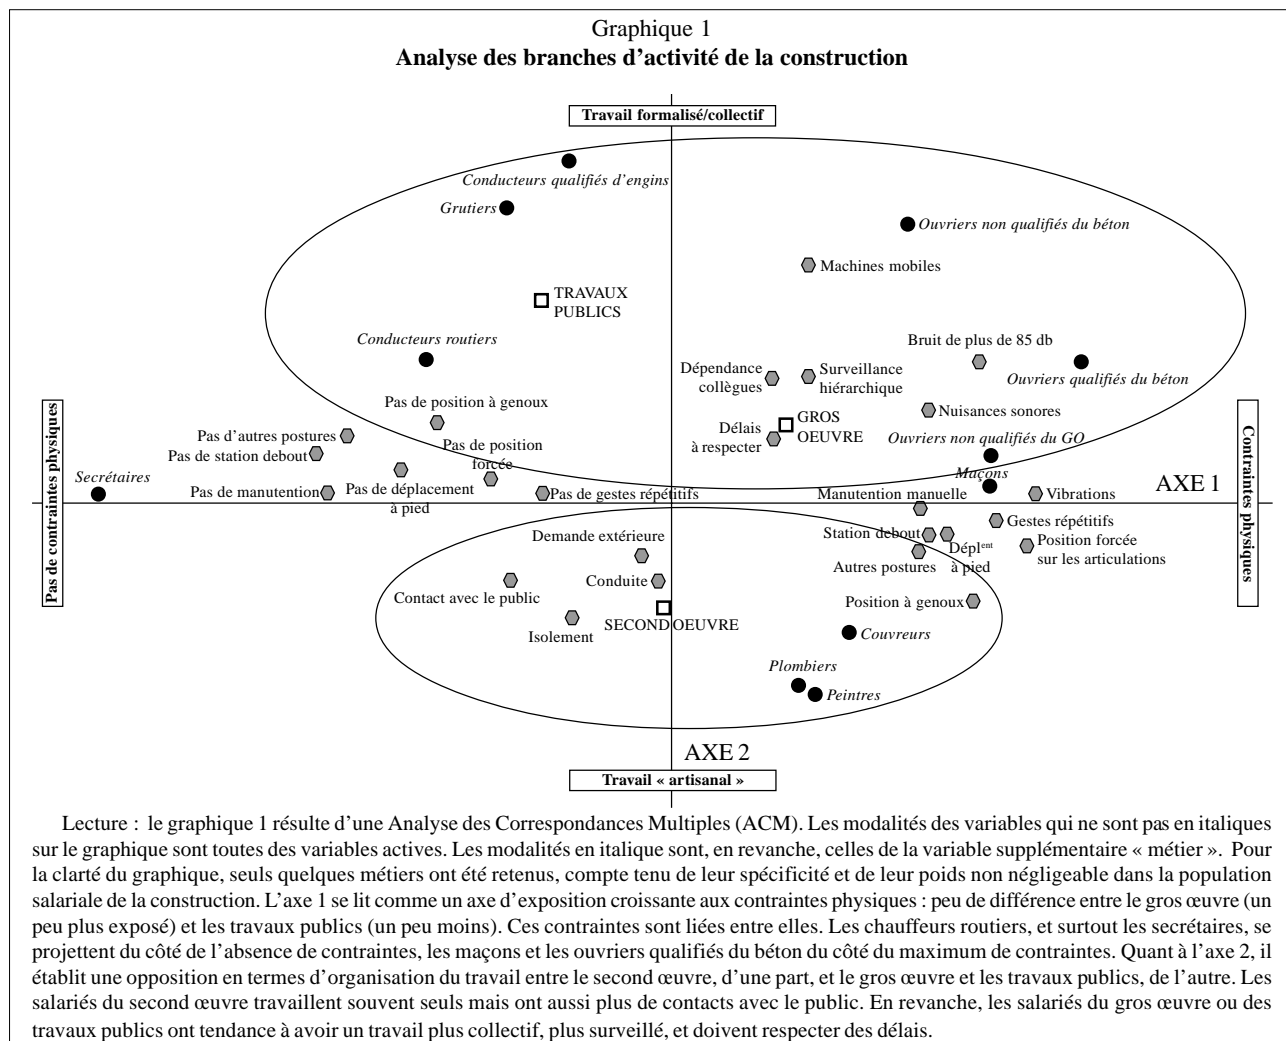 Graphique 1
Analyse des branches d'activité de la construction
Travail formalisé/collectif
Conducteurs qualifiés d'engins
Grutiers
Ouvriers non qualifiés du béton
Machines mobiles
TRAVAUX
PUBLICS
Conducteurs routiers
Bruit de plus de 85 db
Dépendance
collègues
Surveillance
hiérarchique
Ouvriers qualifiés du béton
Pas de position à genoux
Nuisances sonores
GROS
OEUVRE
Délais
à respecter
Pas d'autres postures
Pas de station debout
Pas de position
forcée
Ouvriers non qualifiés du GO
Maçons
Secrétaires
Pas de manutention
Pas de déplacement
à pied
Pas de gestes répétitifs
Manutention manuelle
Vibrations
AXE 1
Pas de contraintes physiques
Contraintes physiques
Gestes répétitifs
Station debout
Dépl^ent
à pied
Position forcée
sur les articulations
Autres postures
Demande extérieure
Conduite
Contact avec le public
Position à genoux
Isolement
SECOND OEUVRE
Couvreurs
Plombiers
Peintres
AXE 2
Travail « artisanal »
Lecture : le graphique 1 résulte d'une Analyse des Correspondances Multiples (ACM). Les modalités des variables qui ne sont pas en italiques
sur le graphique sont toutes des variables actives. Les modalités en italique sont, en revanche, celles de la variable supplémentaire « métier ». Pour
la clarté du graphique, seuls quelques métiers ont été retenus, compte tenu de leur spécificité et de leur poids non négligeable dans la population
salariale de la construction. L'axe 1 se lit comme un axe d'exposition croissante aux contraintes physiques : peu de différence entre le gros œuvre (un
peu plus exposé) et les travaux publics (un peu moins). Ces contraintes sont liées entre elles. Les chauffeurs routiers, et surtout les secrétaires, se
projettent du côté de l'absence de contraintes, les maçons et les ouvriers qualifiés du béton du côté du maximum de contraintes. Quant à l'axe 2, il
établit une opposition en termes d'organisation du travail entre le second œuvre, d'une part, et le gros œuvre et les travaux publics, de l'autre. Les
salariés du second œuvre travaillent souvent seuls mais ont aussi plus de contacts avec le public. En revanche, les salariés du gros œuvre ou des
travaux publics ont tendance à avoir un travail plus collectif, plus surveillé, et doivent respecter des délais.